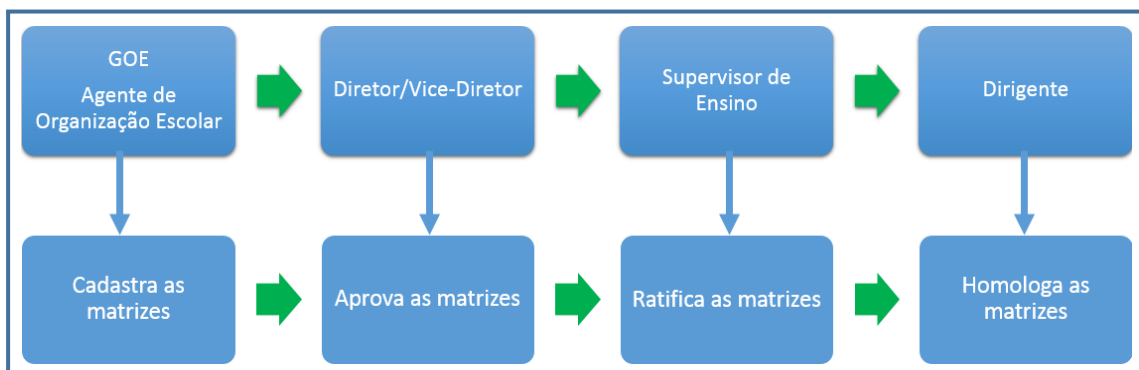 GOE
Agente de
Organização Escolar
Diretor/Vice-Diretor
Supervisor de
Ensino
Dirigente
Cadastra as
matrizes
Aprova as matrizes
Ratifica as matrizes
Homologa as
matrizes